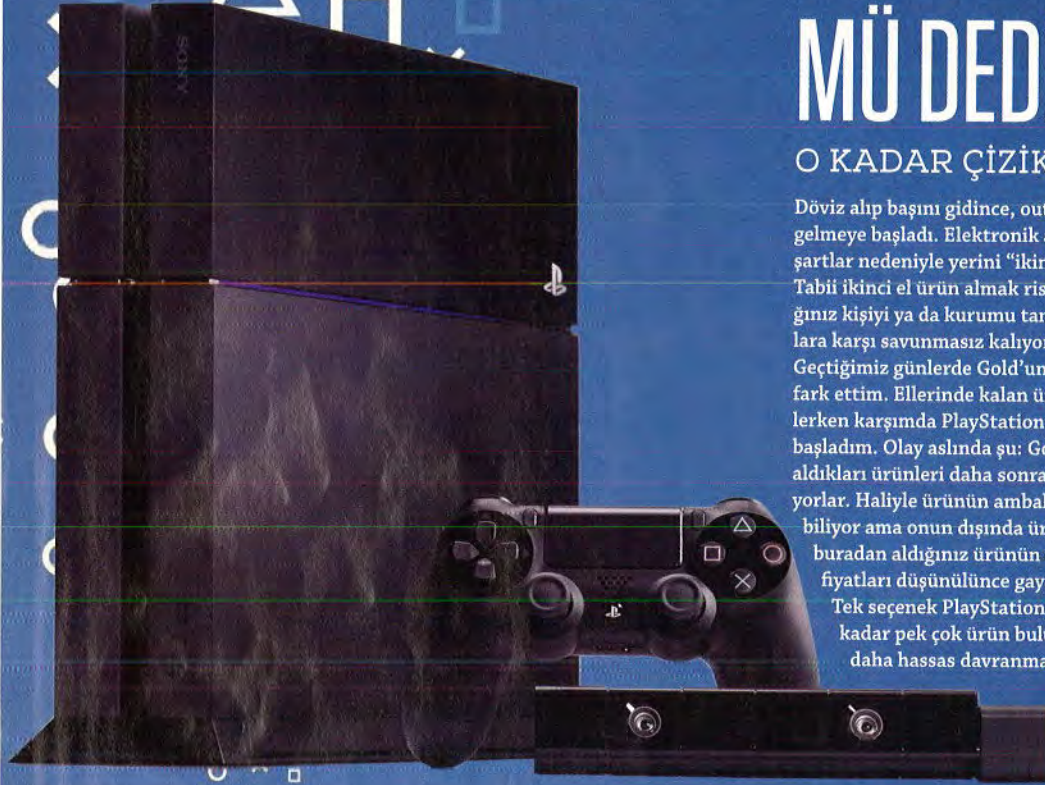 SONY
MÜ DED
O KADAR ÇİZİK
Döviz alıp başını gidince, out
gelmeye başladı. Elektronik
şartlar nedeniyle yerini “ikin
Tabii ikinci el ürün almak ris
ğınız kişiyi ya da kurumu tan
lara karşı savunmasız kalıyor
Geçtiğimiz günlerde Gold’un
fark ettim. Ellerinde kalan ü
lerken karşımda PlayStation
başladım. Olay aslında şu: Go
aldıkları ürünleri daha sonra
yorlar. Haliyle ürünün ambal
biliyor ama onun dışında ür
buradan aldığınız ürünün
fiyatları düşünülünce gay
Tek seçenek PlayStation
kadar pek çok ürün bul
daha hassas davranma